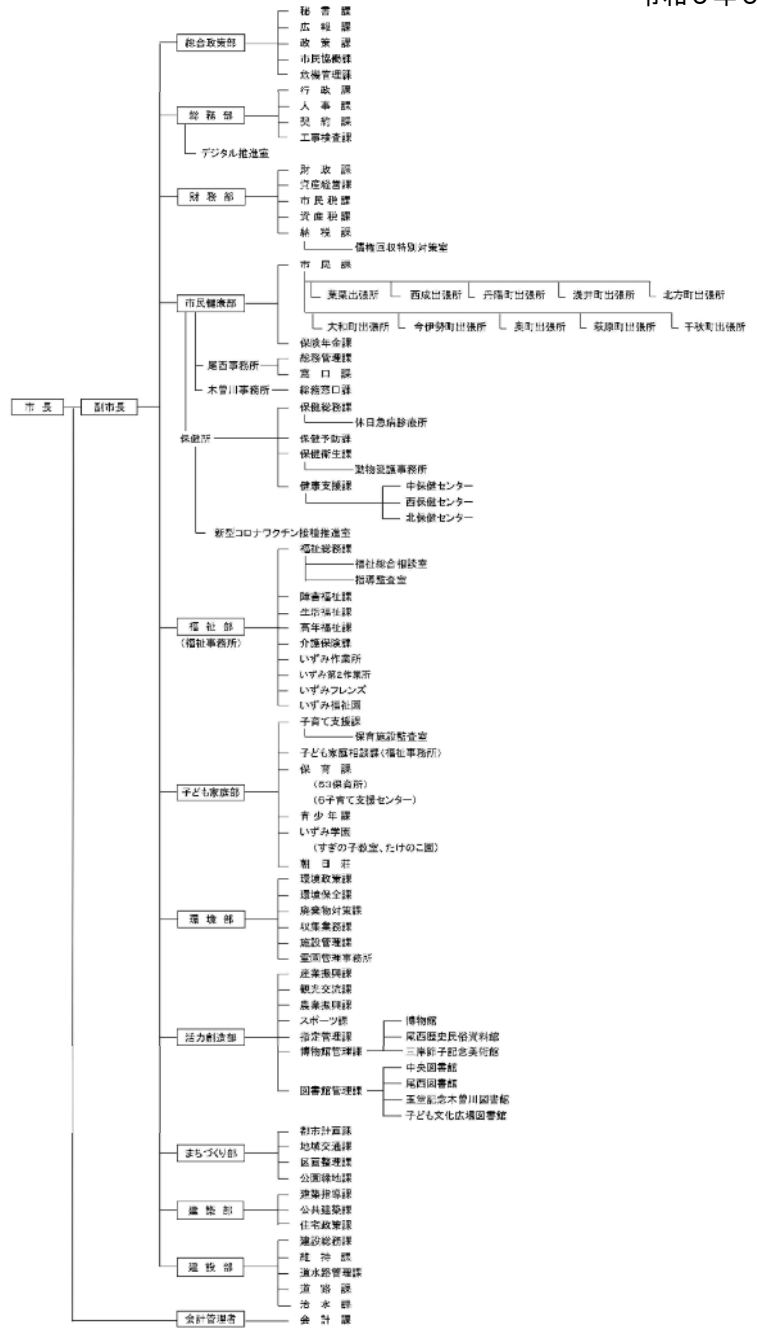 総合政策部
秘書課
広報課
政策課
市民協働課
危機管理課
総務部
行政課
人事課
契約課
工事検査課
デジタル推進室
財務部
財政課
資産経営課
市民税課
資産税課
納税課
債権回収特別対策室
市民健康部
市民課
葉栗出張所 西成出張所 丹陽町出張所 浅井町出張所 北方町出張所
大和町出張所 今伊勢町出張所 奥町出張所 萩原町出張所 千秋町出張所
保険年金課
尾西事務所
総務管理課
窓口課
木曽川事務所
総務窓口課
市長
副市長
保健所
保健総務課
休日急病診療所
保健予防課
保健衛生課
動物愛護事務所
健康支援課
中保健センター
西保健センター
北保健センター
新型コロナワクチン接種推進室
福祉部
(福祉事務所)
福祉総務課
福祉総合相談室
指導監査室
障害福祉課
生活福祉課
高年福祉課
介護保険課
いずみ作業所
いずみ第2作業所
いずみフレンズ
いずみ福祉園
子ども家庭部
子育て支援課
保育施設監査室
子ども家庭相談課(福祉事務所)
保育課
(53保育所)
(6子育て支援センター)
青少年課
いずみ学園
(すぎの子教室、たけのこ園)
朝日荘
環境部
環境政策課
環境保全課
廃棄物対策課
収集業務課
施設管理課
霊園管理事務所
活力創造部
産業振興課
観光交流課
農業振興課
スポーツ課
指定管理課
博物館管理課
博物館
尾西歴史民俗資料館
三岸節子記念美術館
図書館管理課
中央図書館
尾西図書館
玉堂記念木曽川図書館
子ども文化広場図書館
まちづくり部
都市計画課
地域交通課
区画整理課
公園緑地課
建築部
建築指導課
公共建築課
住宅政策課
建設部
建設総務課
維持課
道水路管理課
道路課
治水課
会計管理者
会計課